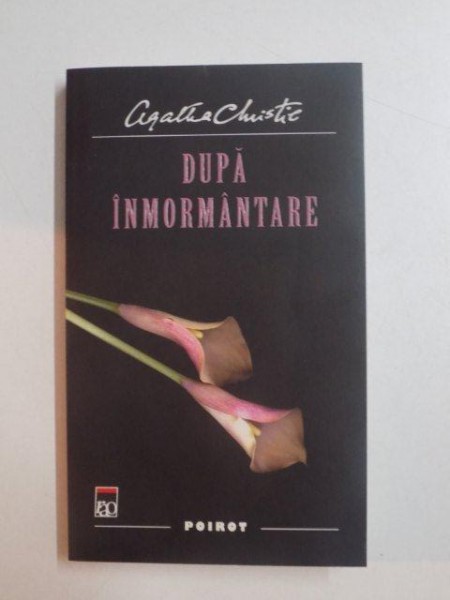 Agatha Christie
DUPĂ
ÎNMORMÂNTARE
rao
POIROT